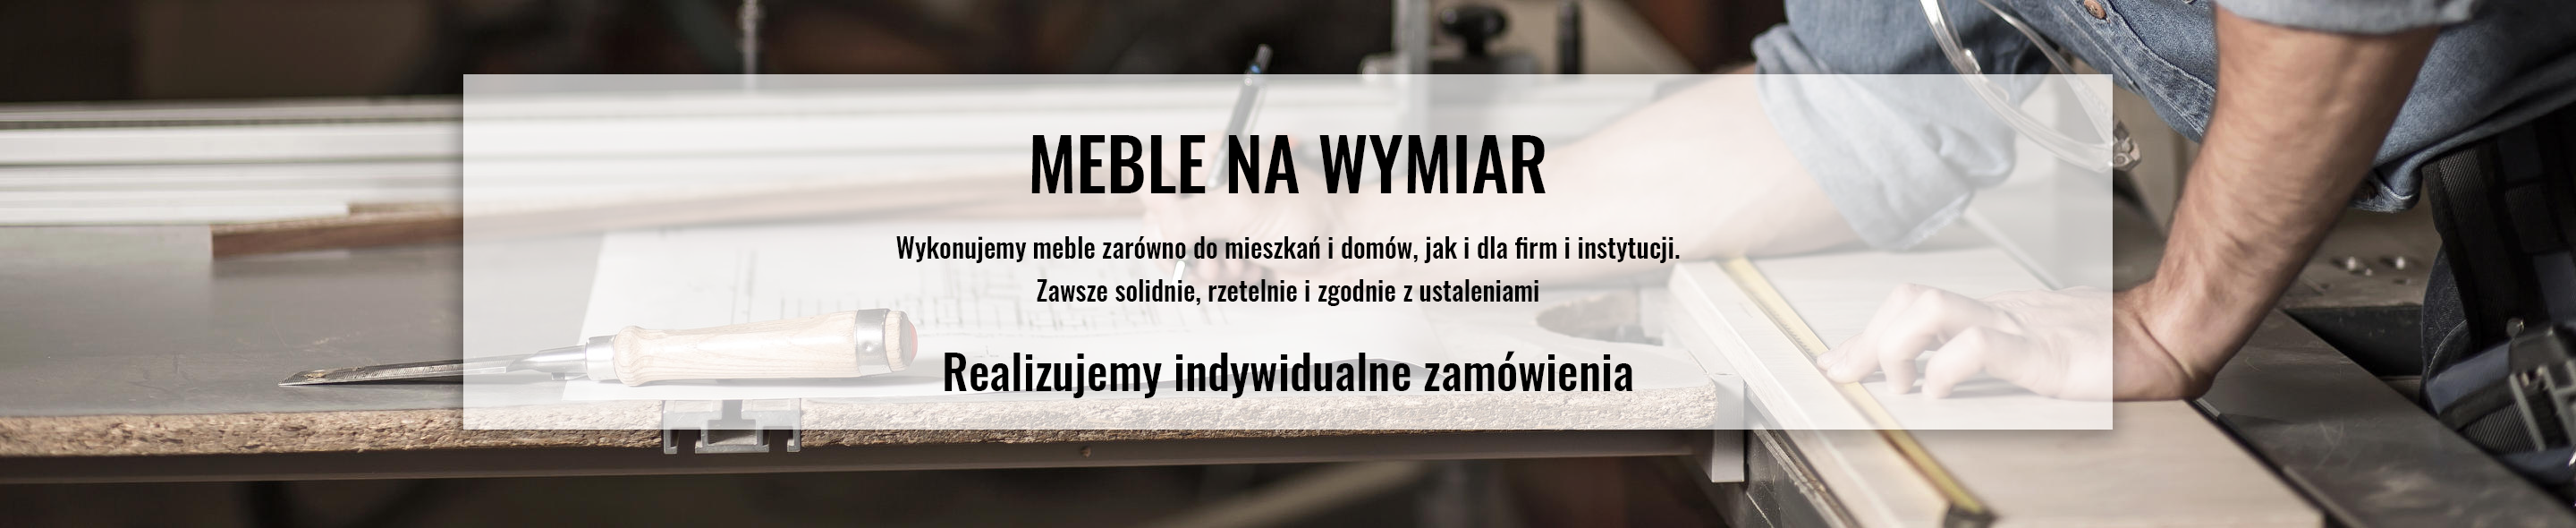 MEBLE NA WYMIAR
Wykonujemy meble zarówno do mieszkań i domów, jak i dla firm i instytucji.
Zawsze solidnie, rzetelnie i zgodnie z ustaleniami
Realizujemy indywidualne zamówienia